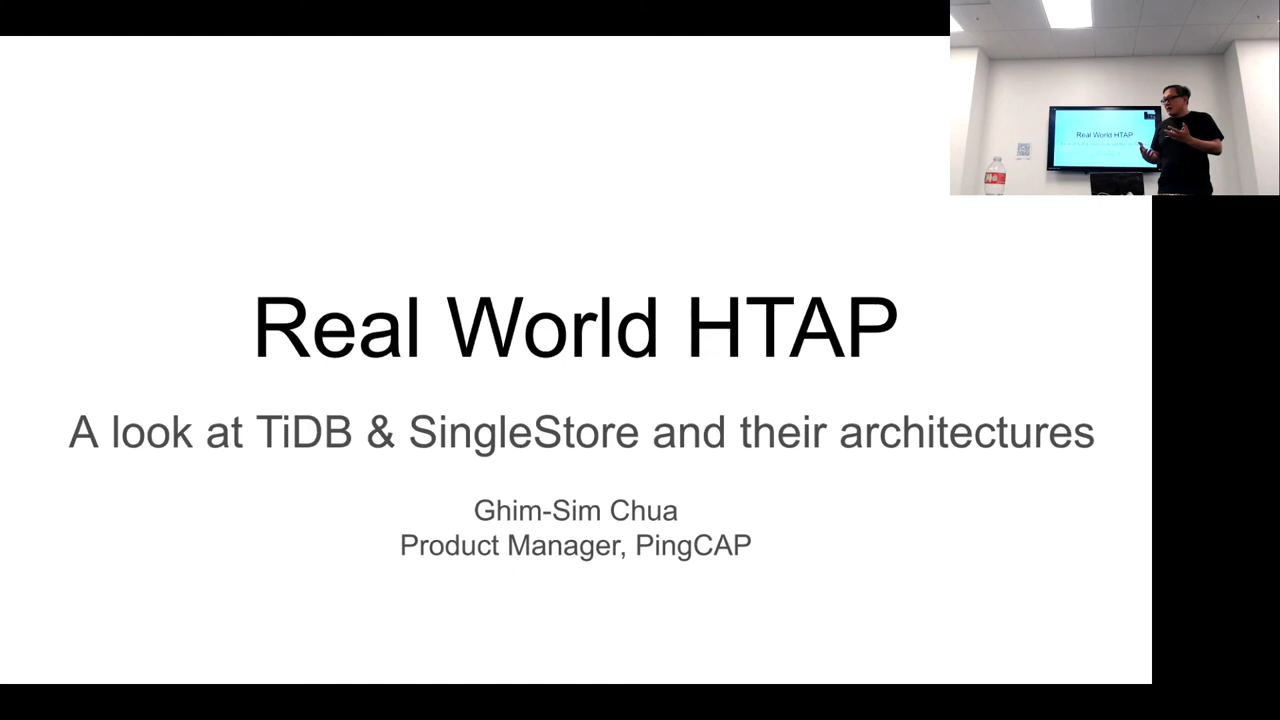 Real World HTAP
A look at TiDB & SingleStore and their architectures
Ghim-Sim Chua
Product Manager, PingCAP
Real World HTAP